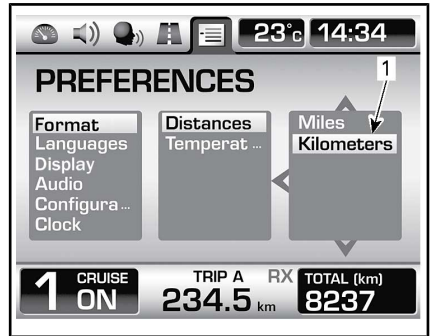 23°c 14:34
1
PREFERENCES
Format
Languages
Display
Audio
Configura ...
Clock
Distances
Temperat ...
Miles
Kilometers
1 CRUISE ON
TRIP A
234.5 km
RX
TOTAL (km)
8237